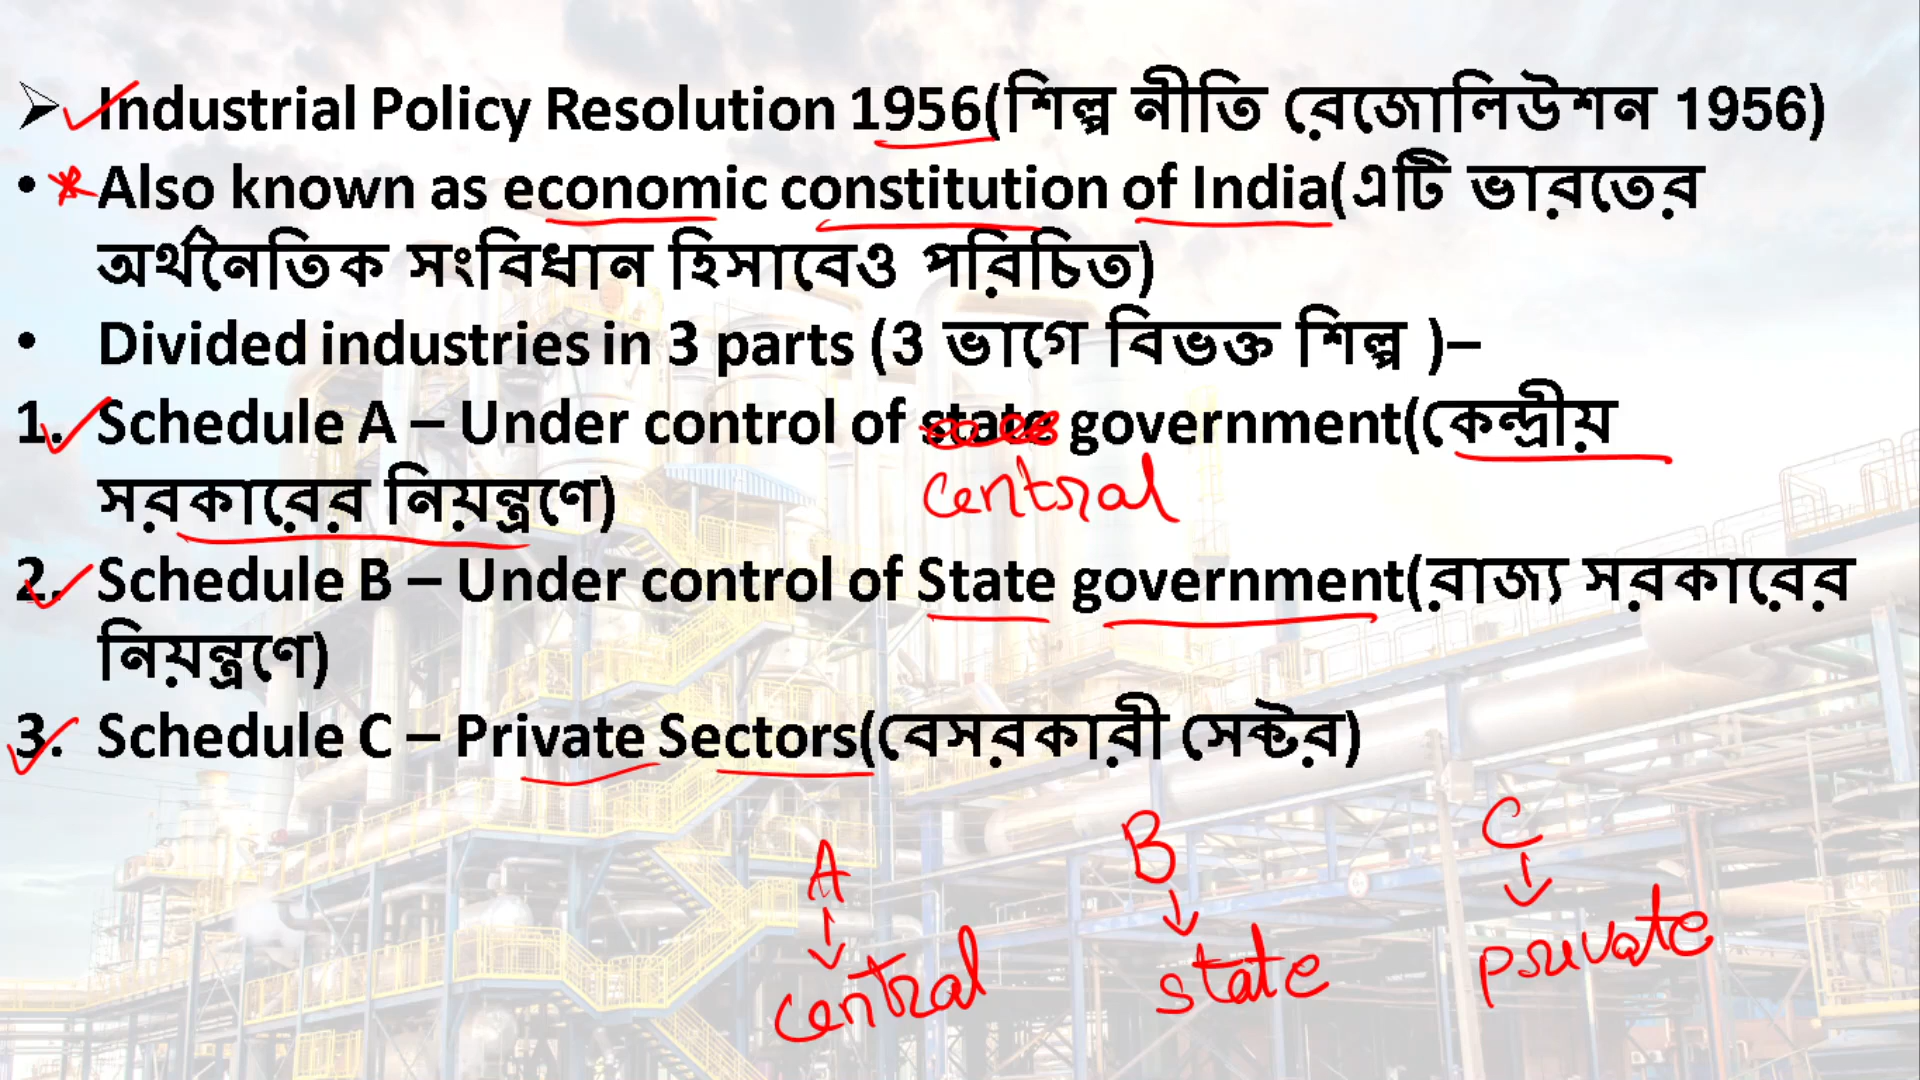 ➢ Industrial Policy Resolution 1956(শিল্প নীতি রেজোলিউশন 1956)
• Also known as economic constitution of India(এটি ভারতের
অর্থনৈতিক সংবিধান হিসাবেও পরিচিত)
• Divided industries in 3 parts (3 ভাগে বিভক্ত শিল্প )–
1. Schedule A – Under control of state government(কেন্দ্রীয়
সরকারের নিয়ন্ত্রণে)
central
2. Schedule B – Under control of State government(রাজ্য সরকারের
নিয়ন্ত্রণে)
3. Schedule C – Private Sectors(বেসরকারী সেক্টর)
A B C
central state private